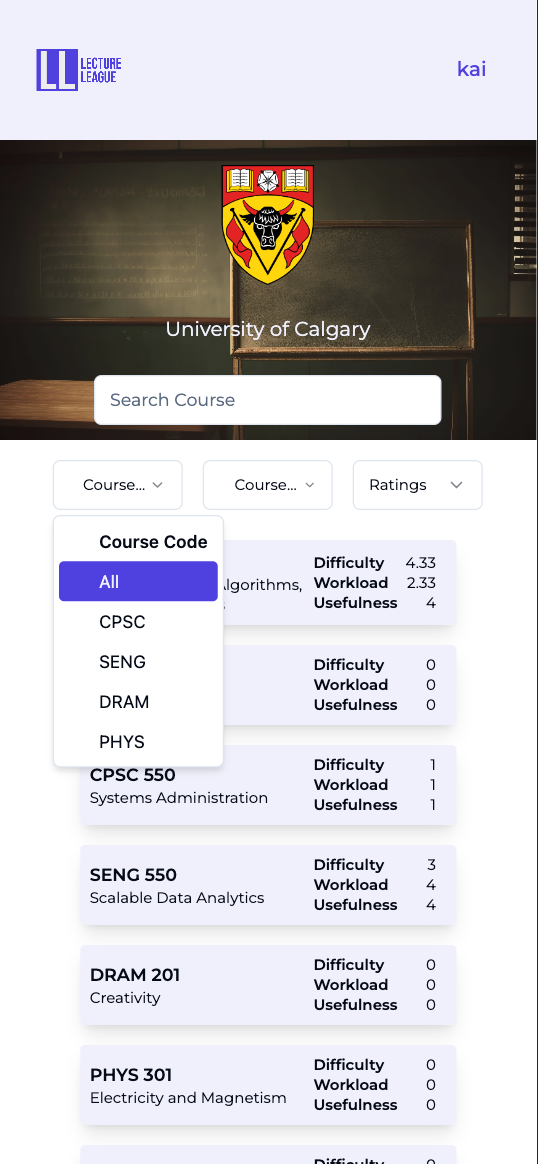 LECTURE
LEAGUE
kai
University of Calgary
Search Course
Course...
Course...
Ratings
Course Code
All
CPSC
SENG
DRAM
PHYS
Algorithms,
Difficulty 4.33
Workload 2.33
Usefulness 4
Difficulty 0
Workload 0
Usefulness 0
CPSC 550
Systems Administration
Difficulty 1
Workload 1
Usefulness 1
SENG 550
Scalable Data Analytics
Difficulty 3
Workload 4
Usefulness 4
DRAM 201
Creativity
Difficulty 0
Workload 0
Usefulness 0
PHYS 301
Electricity and Magnetism
Difficulty 0
Workload 0
Usefulness 0
Difficulty 0